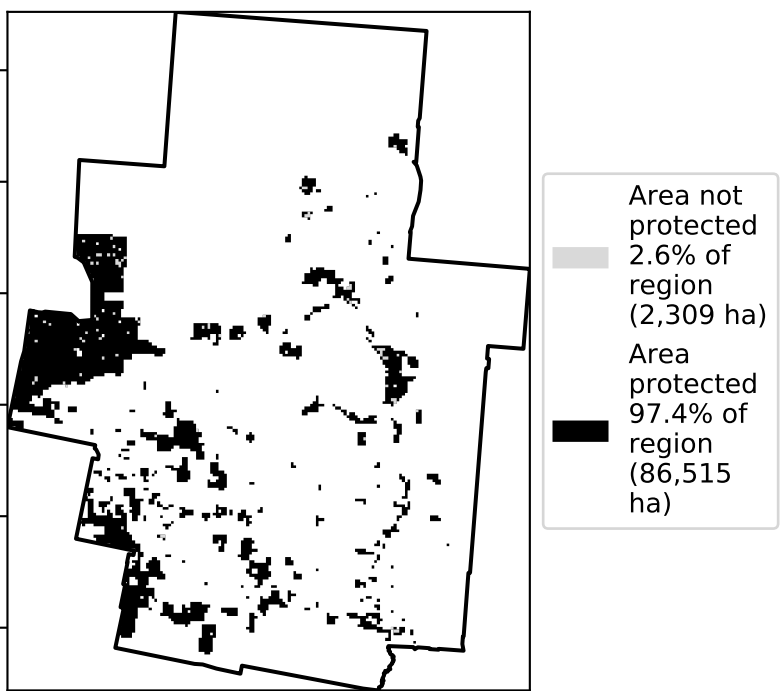 Area not
protected
2.6% of
region
(2,309 ha)
Area
protected
97.4% of
region
(86,515
ha)